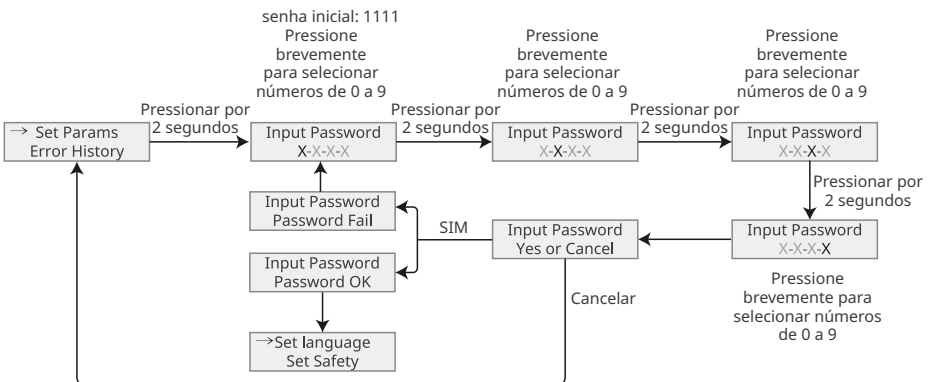 senha inicial: 1111
Pressione
brevemente
para selecionar
números de 0 a 9
Pressione
brevemente
para selecionar
números de 0 a 9
Pressione
brevemente
para selecionar
números de 0 a 9
Pressionar por
2 segundos
Pressionar por
2 segundos
Pressionar por
2 segundos
→ Set Params
Error History
Input Password
X-X-X-X
Input Password
X-X-X-X
Input Password
X-X-X-X
Pressionar por
2 segundos
Input Password
Password Fail
SIM
Input Password
Yes or Cancel
Input Password
X-X-X-X
Input Password
Password OK
Cancelar
Pressione
brevemente para
selecionar números
de 0 a 9
→Set language
Set Safety